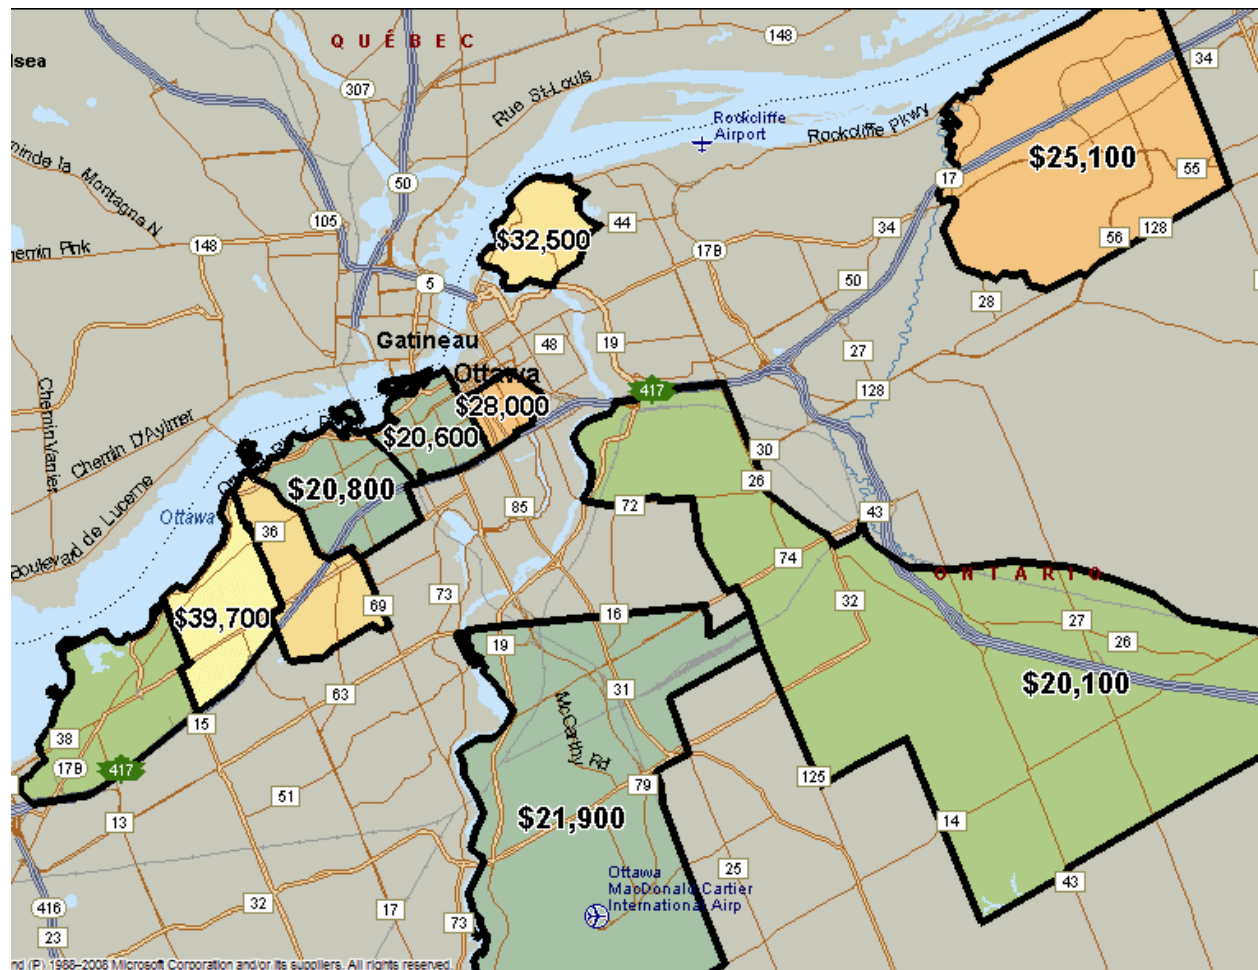 QUÉBEC
148
34
lsea
307
Rue St-Louis
Rockcliffe
Airport
Rockcliffe Pkwy
$25,100
55
50
17
105
44
34
56
128
148
$32,500
17B
5
50
28
Gatineau
48
19
27
Ottawa
417
128
Chemin Vanier
Chemin D'Aylmer
$28,000
$20,600
30
Boulevard de Lucerne
$20,800
26
Ottawa
85
72
43
36
74
ONTARIO
$39,700
69
73
32
16
27
19
26
63
31
$20,100
15
McCarthy Rd
38
17B
417
125
79
51
13
$21,900
14
25
Ottawa
MacDonald-Cartier
International Airp
43
416
32
17
73
23
nd (P) 1988–2008 Microsoft Corporation and/or its suppliers. All rights reserved.